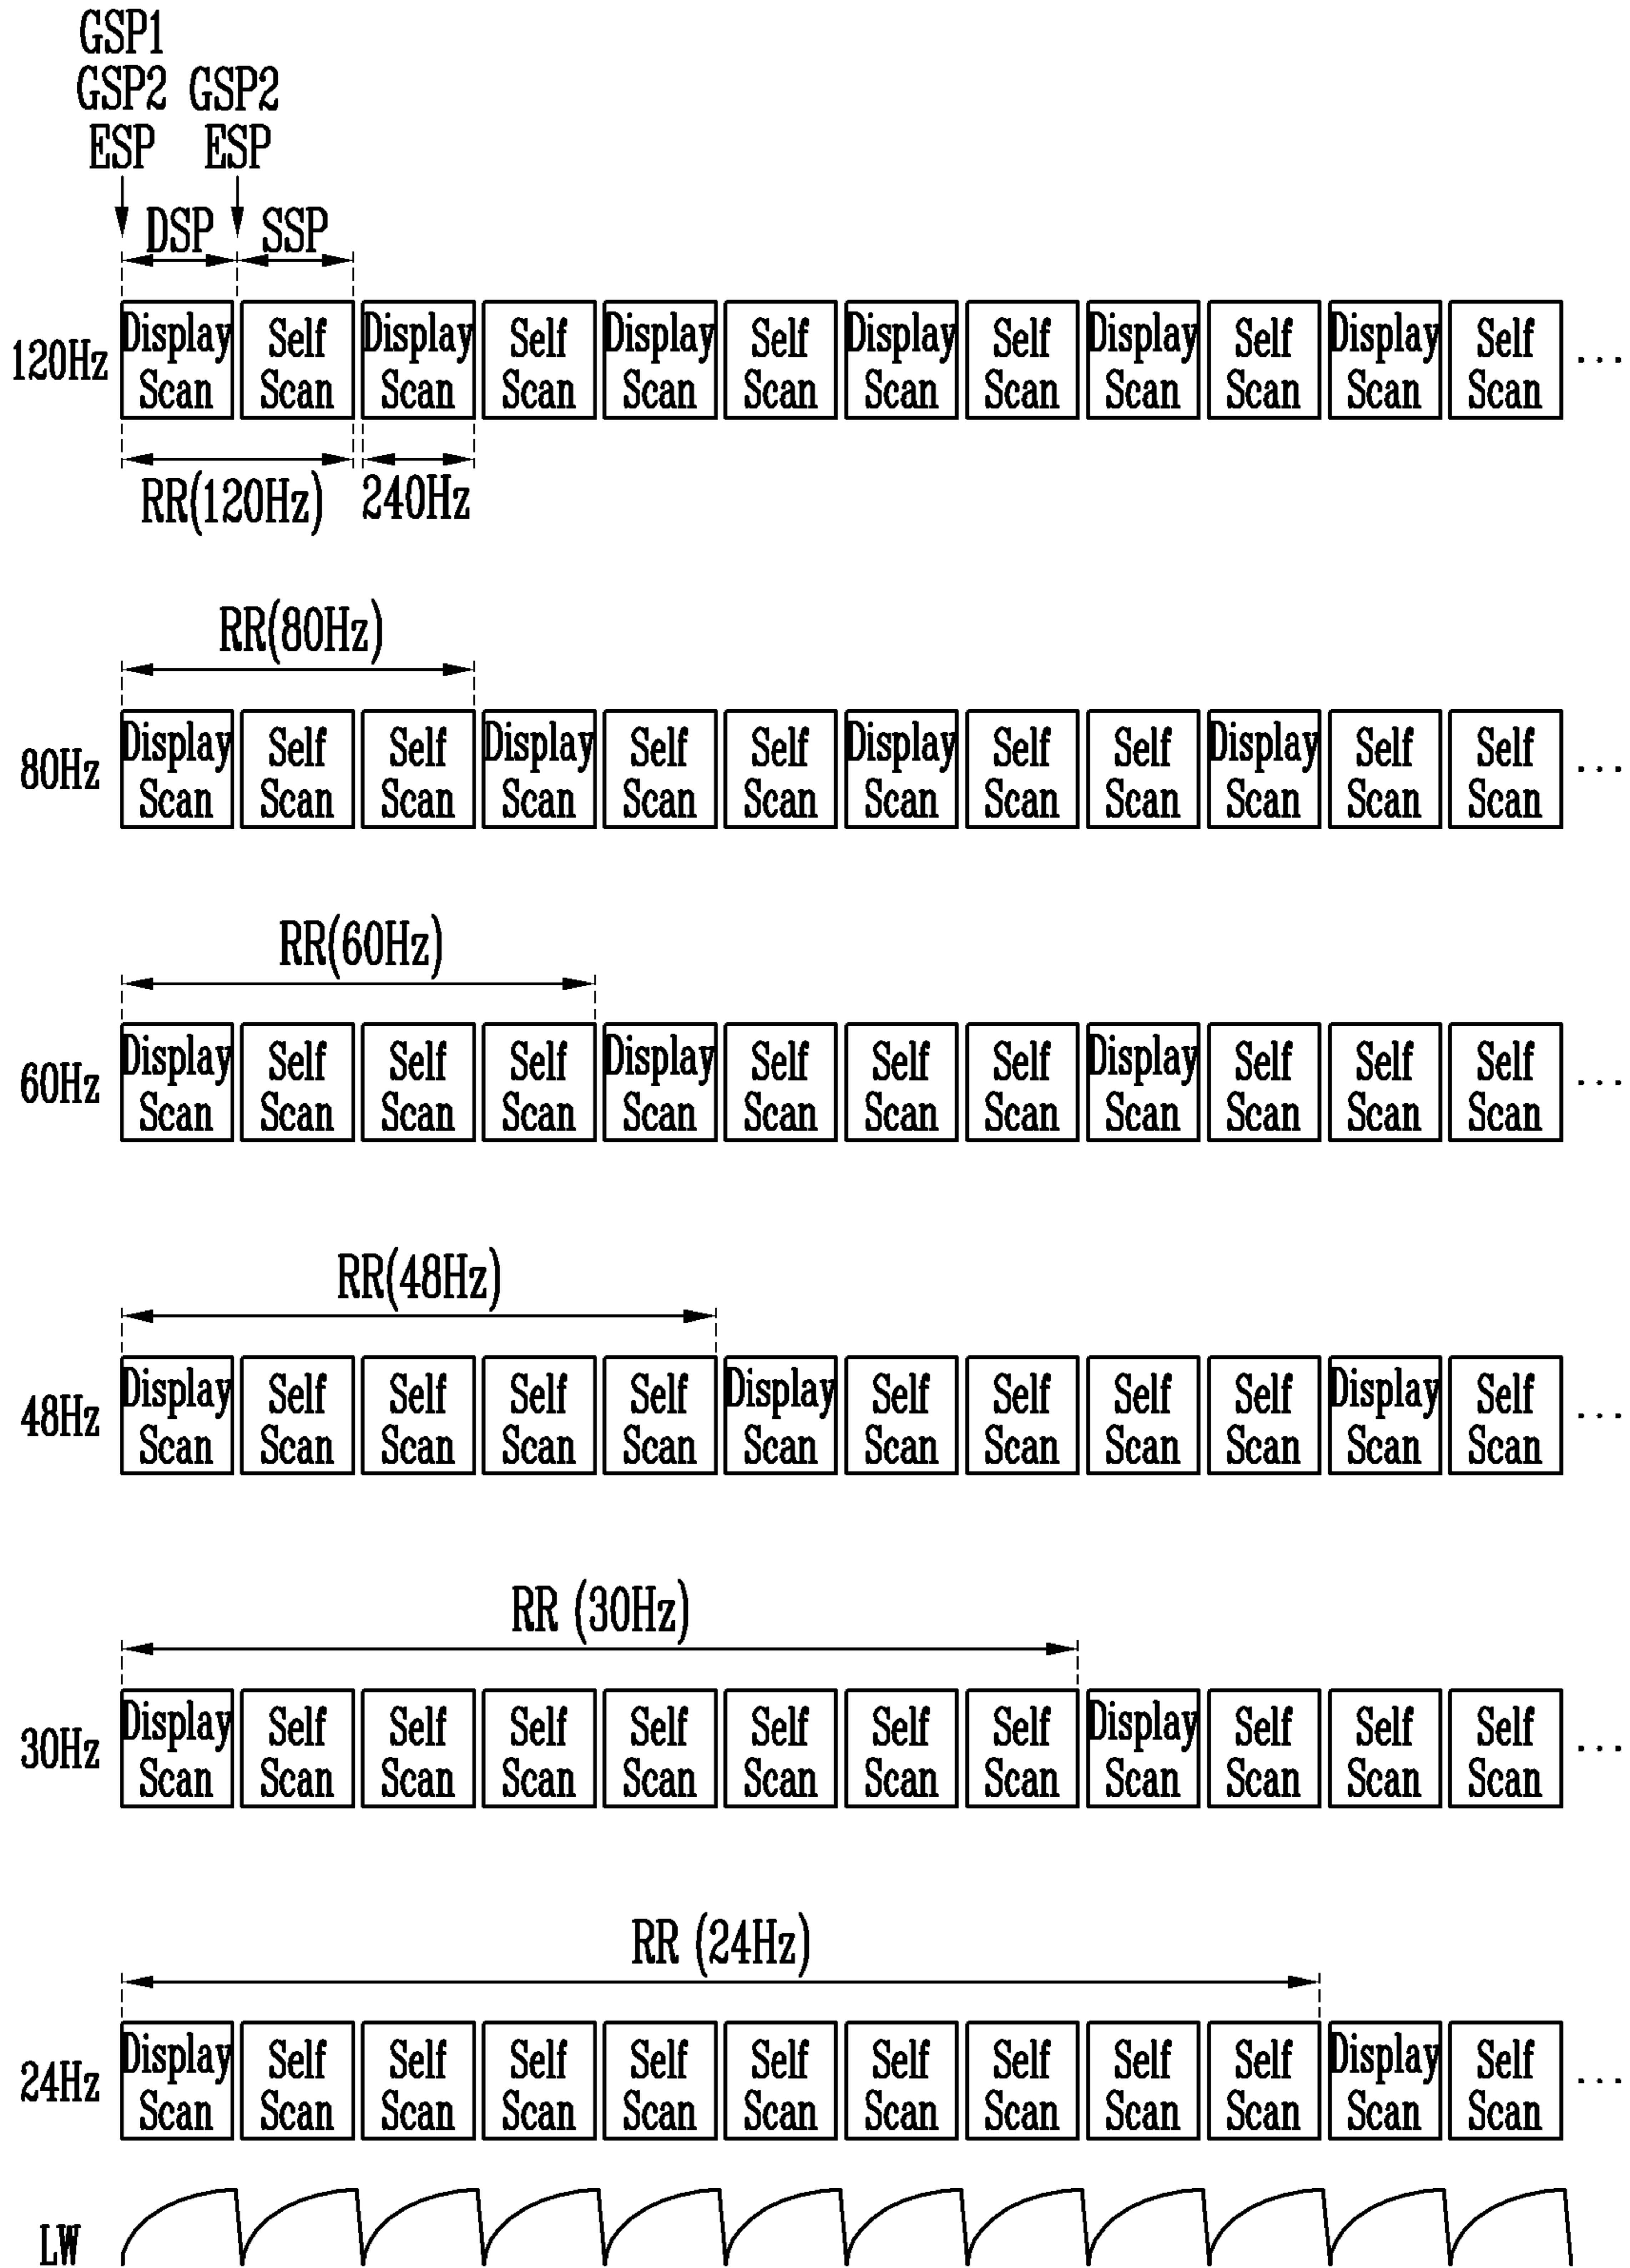 GSP1
GSP2 GSP2
ESP ESP
DSP SSP
120Hz Display Self Display Self Display Self Display Self Display Self Display Self ...
Scan Scan Scan Scan Scan Scan Scan Scan Scan Scan Scan Scan
RR(120Hz) 240Hz
RR(80Hz)
80Hz Display Self Self Display Self Self Display Self Self Display Self Self ...
Scan Scan Scan Scan Scan Scan Scan Scan Scan Scan Scan Scan
RR(60Hz)
60Hz Display Self Self Self Display Self Self Self Display Self Self Self ...
Scan Scan Scan Scan Scan Scan Scan Scan Scan Scan Scan Scan
RR(48Hz)
48Hz Display Self Self Self Self Display Self Self Self Self Display Self ...
Scan Scan Scan Scan Scan Scan Scan Scan Scan Scan Scan Scan
RR (30Hz)
30Hz Display Self Self Self Self Self Self Self Display Self Self Self ...
Scan Scan Scan Scan Scan Scan Scan Scan Scan Scan Scan Scan
RR (24Hz)
24Hz Display Self Self Self Self Self Self Self Self Self Display Self ...
Scan Scan Scan Scan Scan Scan Scan Scan Scan Scan Scan Scan
LW